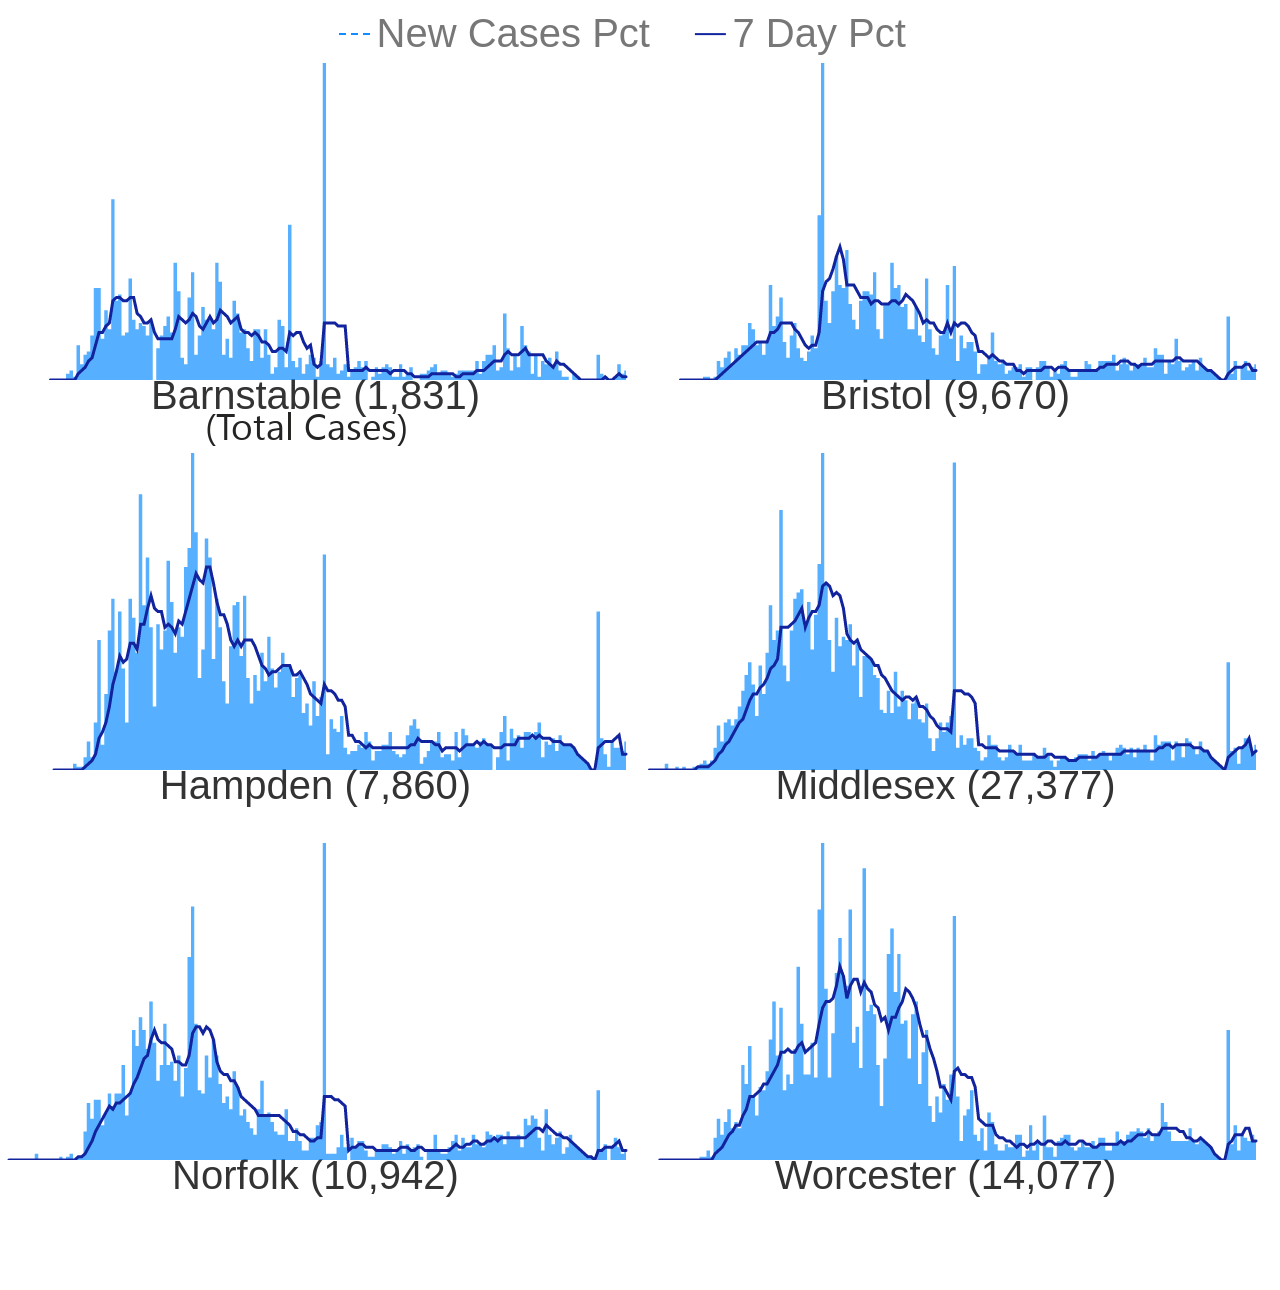 New Cases Pct 7 Day Pct
Barnstable (1,831) Bristol (9,670)
(Total Cases)
Hampden (7,860) Middlesex (27,377)
Norfolk (10,942) Worcester (14,077)